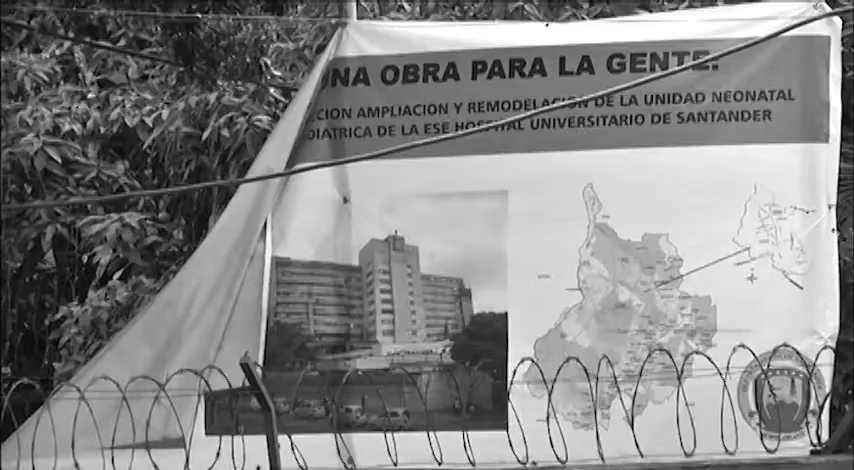 UNA OBRA PARA LA GENTE.
CION AMPLIACION Y REMODELACION DE LA UNIDAD NEONATAL
DIATRICA DE LA ESE HOSPITAL UNIVERSITARIO DE SANTANDER